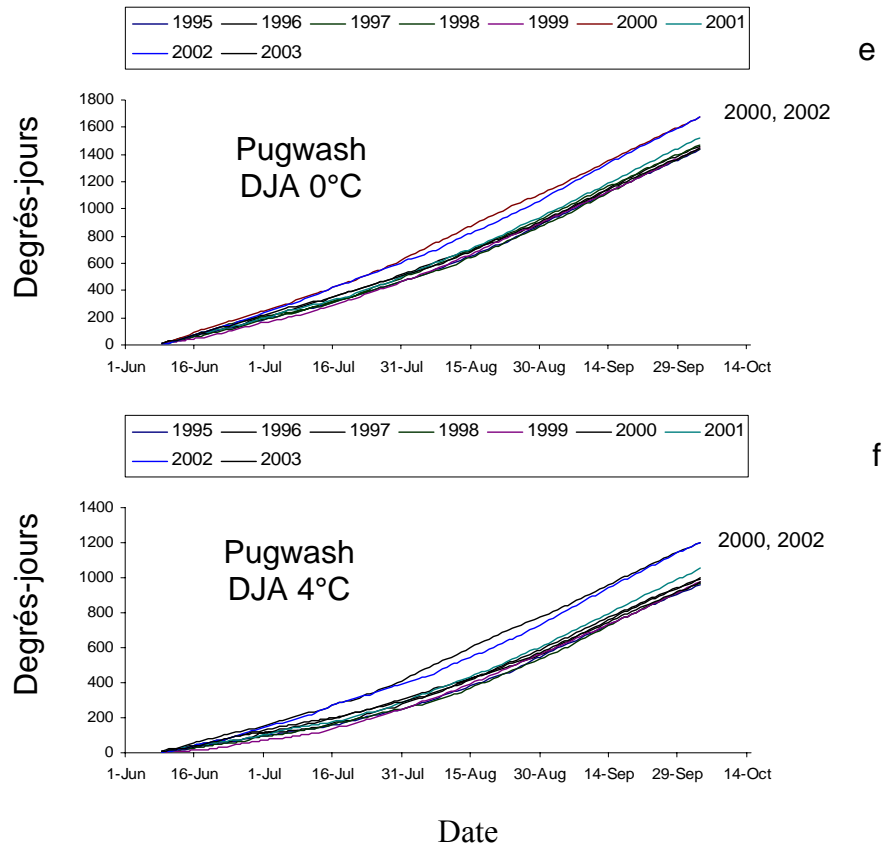 1995 1996 1997 1998 1999 2000 2001
2002 2003
e
1800
1600
1400
1200
1000
800
600
400
200
0
Degrés-jours
Pugwash
DJA 0°C
2000, 2002
1-Jun 16-Jun 1-Jul 16-Jul 31-Jul 15-Aug 30-Aug 14-Sep 29-Sep 14-Oct
1995 1996 1997 1998 1999 2000 2001
2002 2003
f
1400
1200
1000
800
600
400
200
0
Degrés-jours
Pugwash
DJA 4°C
2000, 2002
1-Jun 16-Jun 1-Jul 16-Jul 31-Jul 15-Aug 30-Aug 14-Sep 29-Sep 14-Oct
Date